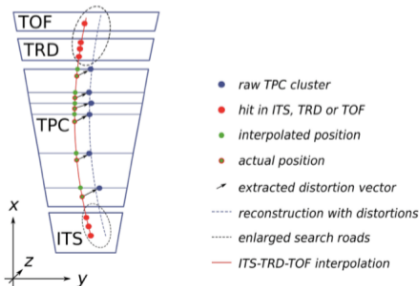 TOF
TRD
TPC
ITS
x
z
y
raw TPC cluster
hit in ITS, TRD or TOF
interpolated position
actual position
extracted distortion vector
reconstruction with distortions
enlarged search roads
ITS-TRD-TOF interpolation